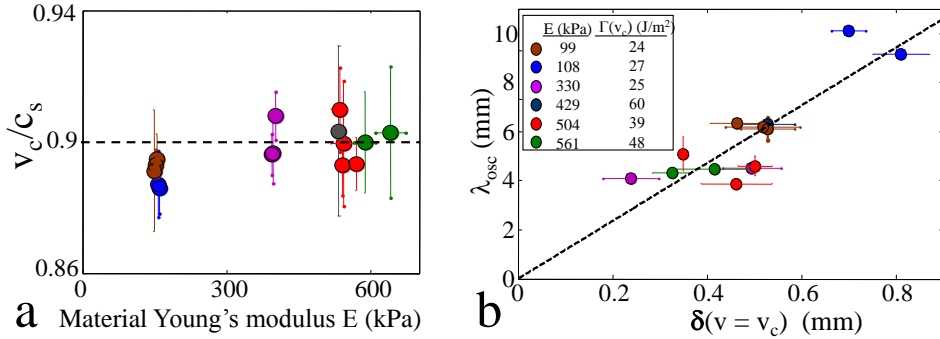 0.94
0.9
0.86
v_c/c_s
0 300 600
a Material Young's modulus E (kPa)
E (kPa) Γ(v_c) (J/m²)
99 24
108 27
330 25
429 60
504 39
561 48
10
8
6
4
2
0
λ_osc (mm)
0 0.2 0.4 0.6 0.8
b δ(v = v_c) (mm)